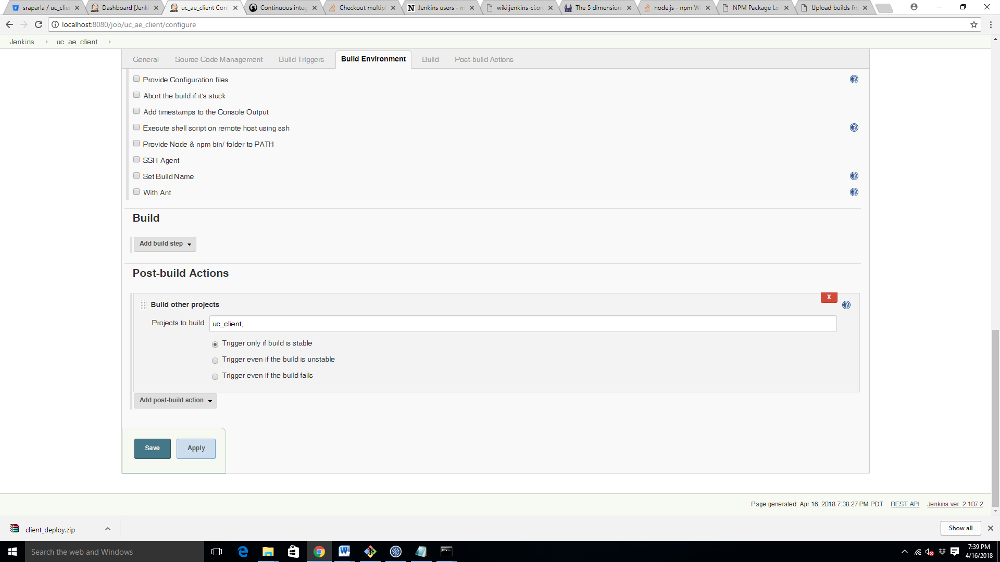 sraparla / uc_clie
Dashboard [Jenki
uc_ae_client Con
Continuous integ
Checkout multipl
N Jenkins users - m
wiki.jenkins-ci.or
The 5 dimension
node.js - npm W
NPM Package Lo
Upload builds fro
localhost:8080/job/uc_ae_client/configure
Jenkins uc_ae_client
General Source Code Management Build Triggers Build Environment Build Post-build Actions
Provide Configuration files
Abort the build if it's stuck
Add timestamps to the Console Output
Execute shell script on remote host using ssh
Provide Node & npm bin/ folder to PATH
SSH Agent
Set Build Name
With Ant
Build
Add build step
Post-build Actions
X
Build other projects
Projects to build uc_client,
Trigger only if build is stable
Trigger even if the build is unstable
Trigger even if the build fails
Add post-build action
Save Apply
Page generated: Apr 16, 2018 7:38:27 PM PDT REST API Jenkins ver. 2.107.2
client_deploy.zip
Show all
Search the web and Windows
7:39 PM
4/16/2018